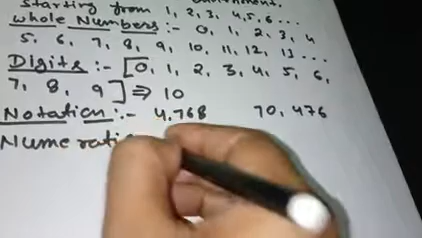 Starting from 1, 2, 3, 4, 5, 6 ...
Whole Numbers :- 0, 1, 2, 3, 4
5, 6, 7, 8, 9, 10, 11, 12, 13 ...
Digits :- [0, 1, 2, 3, 4, 5, 6,
7, 8, 9] ⇒ 10
Notation :- 4,768 70,476
Numerati